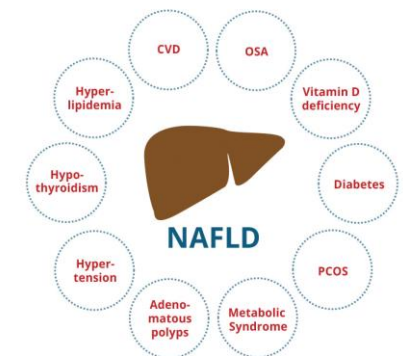 CVD
OSA
Hyper-
lipidemia
Vitamin D
deficiency
Hypo-
thyroidism
Diabetes
NAFLD
Hyper-
tension
PCOS
Adeno-
matous
polyps
Metabolic
Syndrome